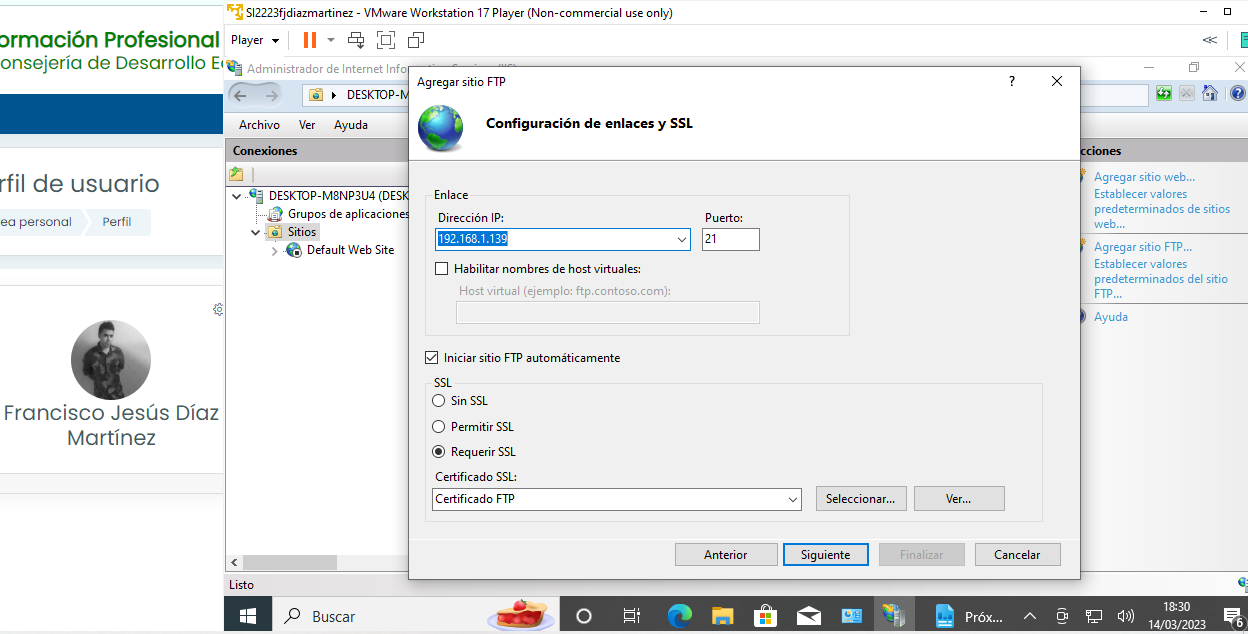 SI2223fjdiazmartinez - VMware Workstation 17 Player (Non-commercial use only)
Player
ormación Profesional
onsejería de Desarrollo E
Administrador de Internet Infor
DESKTOP-M
Archivo Ver Ayuda
rfil de usuario
ea personal Perfil
Francisco Jesús Díaz
Martínez
Conexiones
DESKTOP-M8NP3U4 (DESK
Grupos de aplicaciones
Sitios
Default Web Site
Listo
Agregar sitio FTP
?
Configuración de enlaces y SSL
Enlace
Dirección IP: Puerto:
192.168.1.139 21
Habilitar nombres de host virtuales:
Host virtual (ejemplo: ftp.contoso.com):
Iniciar sitio FTP automáticamente
SSL
Sin SSL
Permitir SSL
Requerir SSL
Certificado SSL:
Certificado FTP Seleccionar... Ver...
Anterior Siguiente Finalizar Cancelar
cciones
Agregar sitio web...
Establecer valores
predeterminados de sitios
web...
Agregar sitio FTP...
Establecer valores
predeterminados del sitio
FTP...
Ayuda
Buscar
Próx...
18:30
14/03/2023
6